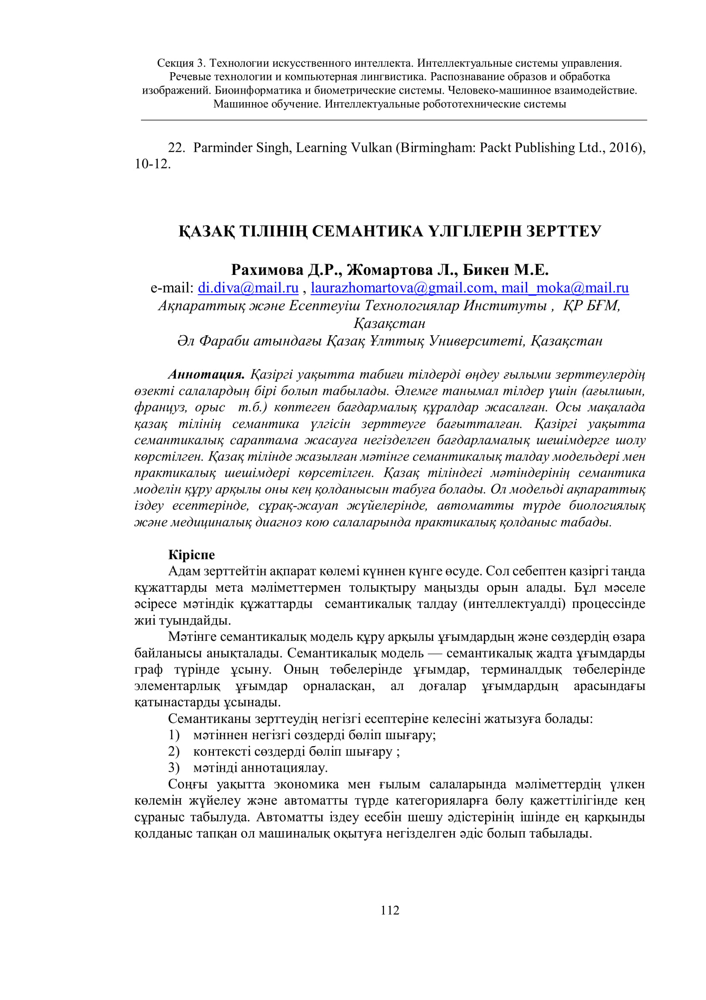 Секция 3. Технологии искусственного интеллекта. Интеллектуальные системы управления.
Речевые технологии и компьютерная лингвистика. Распознавание образов и обработка
изображений. Биоинформатика и биометрические системы. Человеко-машинное взаимодействие.
Машинное обучение. Интеллектуальные робототехнические системы
22. Parminder Singh, Learning Vulkan (Birmingham: Packt Publishing Ltd., 2016),
10-12.
ҚАЗАҚ ТІЛІНІҢ СЕМАНТИКА ҮЛГІЛЕРІН ЗЕРТТЕУ
Рахимова Д.Р., Жомартова Л., Бикен М.Е.
e-mail: di.diva@mail.ru , laurazhomartova@gmail.com, mail_moka@mail.ru
Ақпараттық және Есептеуіш Технологиялар Институты , ҚР БҒМ,
Қазақстан
Әл Фараби атындағы Қазақ Ұлттық Университеті, Қазақстан
Аннотация. Қазіргі уақытта табиғи тілдерді өңдеу ғылыми зерттеулердің
өзекті салалардың бірі болып табылады. Әлемге танымал тілдер үшін (ағылшын,
француз, орыс т.б.) көптеген бағдармалық құралдар жасалған. Осы мақалада
қазақ тілінің семантика үлгісін зерттеуге бағытталған. Қазіргі уақытта
семантикалық сараптама жасауға негізделген бағдарламалық шешімдерге шолу
көрстілген. Қазақ тілінде жазылған мәтінге семантикалық талдау модельдері мен
практикалық шешімдері көрсетілген. Қазақ тіліндегі мәтіндерінің семантика
моделін құру арқылы оны кең қолданысын табуға болады. Ол модельді ақпараттық
іздеу есептерінде, сұрақ-жауап жүйелерінде, автоматты түрде биологиялық
және медициналық диагноз кою салаларында практикалық қолданыс табады.
Кіріспе
Адам зерттейтін ақпарат көлемі күннен күнге өсуде. Сол себептен қазіргі таңда
құжаттарды мета мәліметтермен толықтыру маңызды орын алады. Бұл мәселе
әсіресе мәтіндік құжаттарды семантикалық талдау (интеллектуалді) процессінде
жиі туындайды.
Мәтінге семантикалық модель құру арқылы ұғымдардың және сөздердің өзара
байланысы анықталады. Семантикалық модель — семантикалық жадта ұғымдарды
граф түрінде ұсыну. Оның төбелерінде ұғымдар, терминалдық төбелерінде
элементарлық ұғымдар орналасқан, ал доғалар ұғымдардың арасындағы
қатынастарды ұсынады.
Семантиканы зерттеудің негізгі есептеріне келесіні жатызуға болады:
1) мәтіннен негізгі сөздерді бөліп шығару;
2) контексті сөздерді бөліп шығару ;
3) мәтінді аннотациялау.
Соңғы уақытта экономика мен ғылым салаларында мәліметтердің үлкен
көлемін жүйелеу және автоматты түрде категорияларға бөлу қажеттілігінде кең
сұраныс табылуда. Автоматты іздеу есебін шешу әдістерінің ішінде ең қарқынды
қолданыс тапқан ол машиналық оқытуға негізделген әдіс болып табылады.
112